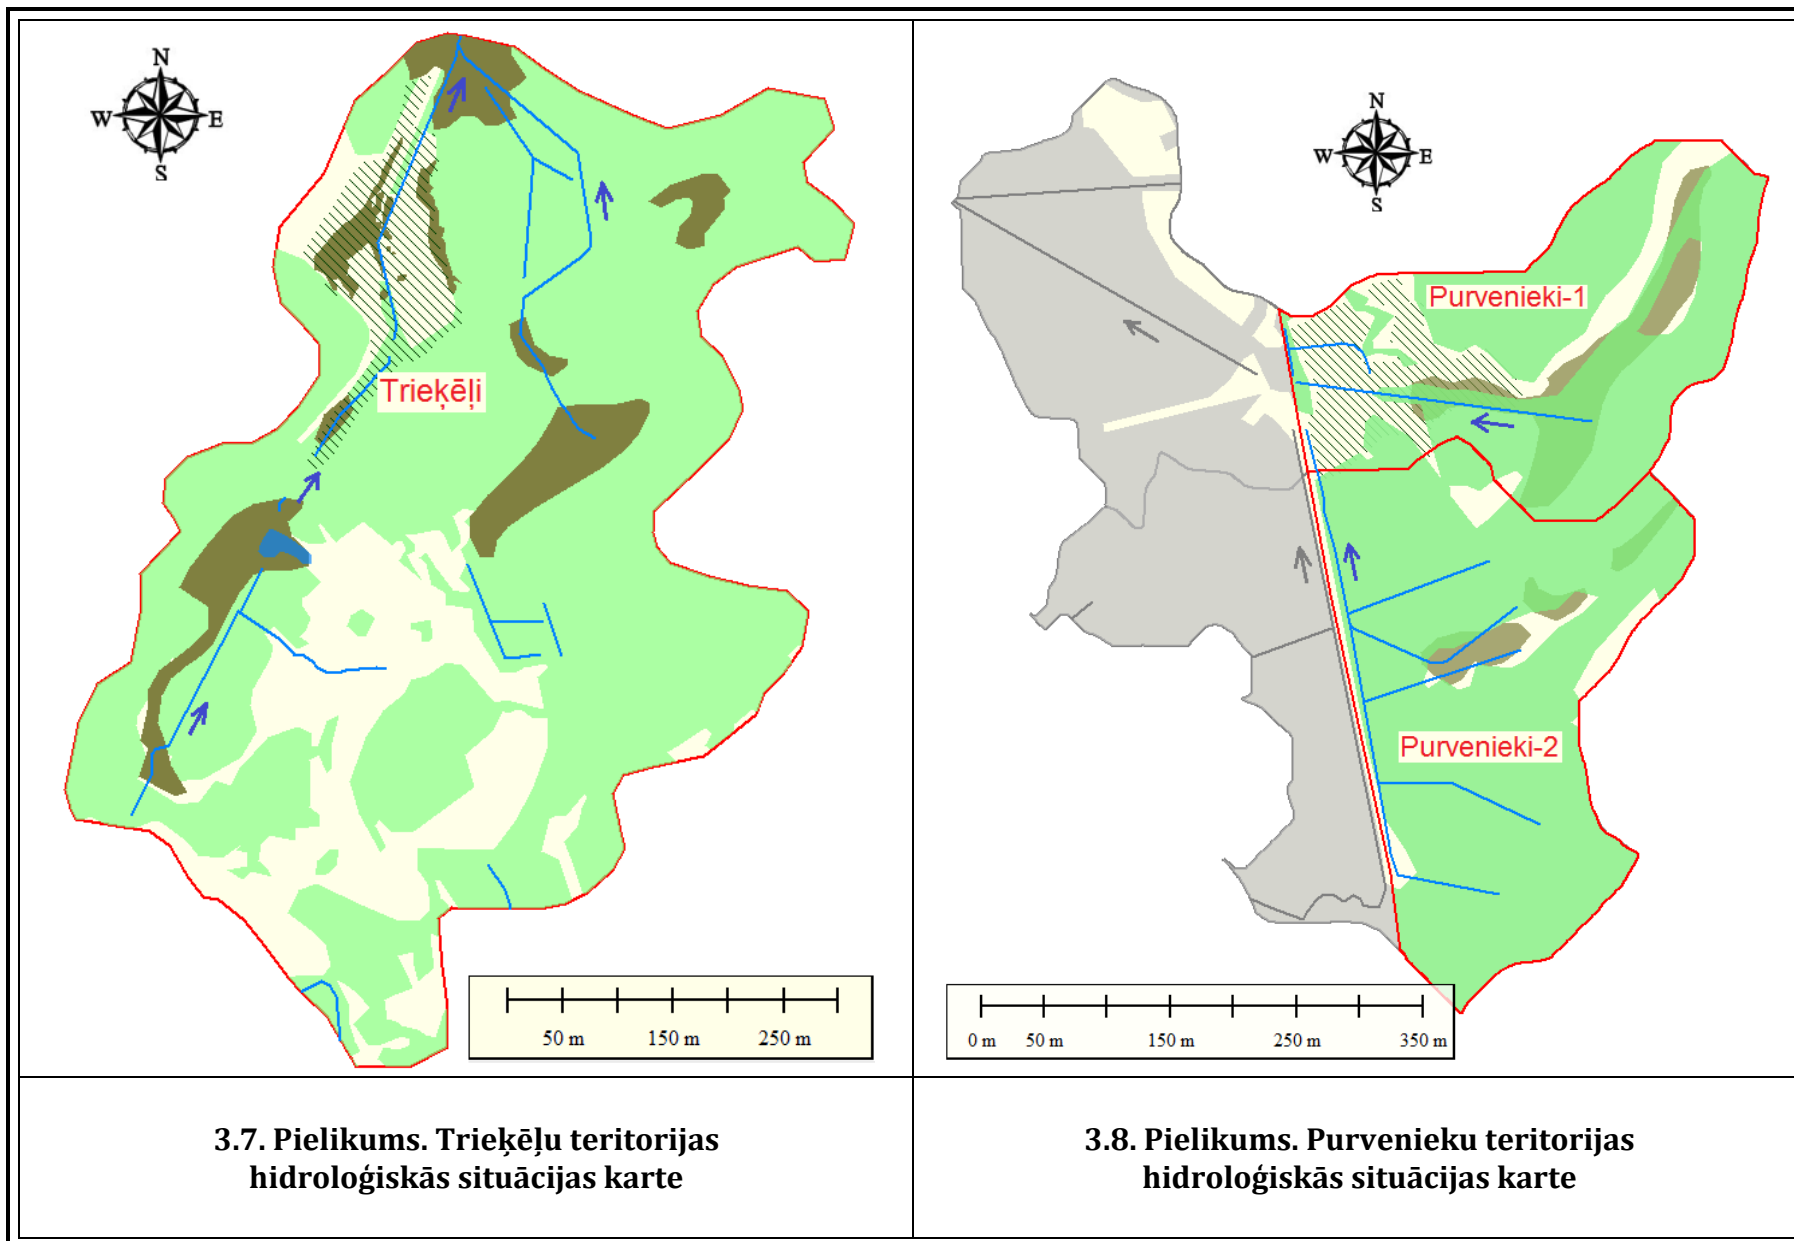 N
W E
S
Trieķēļi
50 m 150 m 250 m
3.7. Pielikums. Trieķēļu teritorijas
hidroloģiskās situācijas karte
N
W E
S
Purvenieki-1
Purvenieki-2
0 m 50 m 150 m 250 m 350 m
3.8. Pielikums. Purvenieku teritorijas
hidroloģiskās situācijas karte